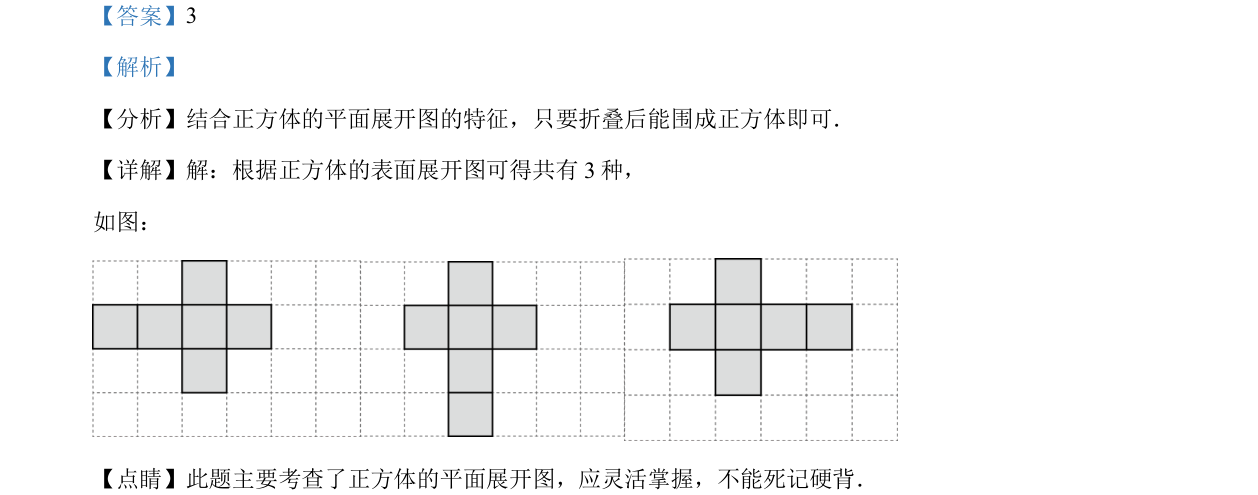 【答案】3
【解析】
【分析】结合正方体的平面展开图的特征，只要折叠后能围成正方体即可．
【详解】解：根据正方体的表面展开图可得共有 3 种，
如图：
【点睛】此题主要考查了正方体的平面展开图，应灵活掌握，不能死记硬背．